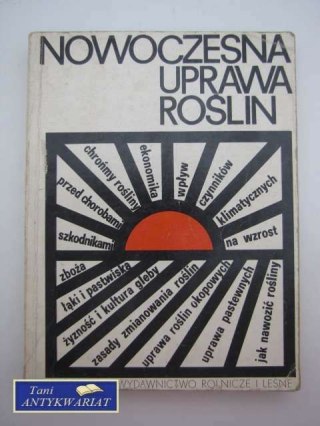 NOWOCZESNA
UPRAWA
ROŚLIN
chrońmy rośliny
przed chorobami
szkodnikami
ekonomika
wpływ
czynników
klimatycznych
na wzrost
zboża
łąki i pastwiska
żyzność i kultura gleby
zasady zmianowania roślin
uprawa roślin okopowych
uprawa pastewnych
jak nawozić rośliny
WYDAWNICTWO ROLNICZE I LEŚNE
Tani
ANTYKWARIAT